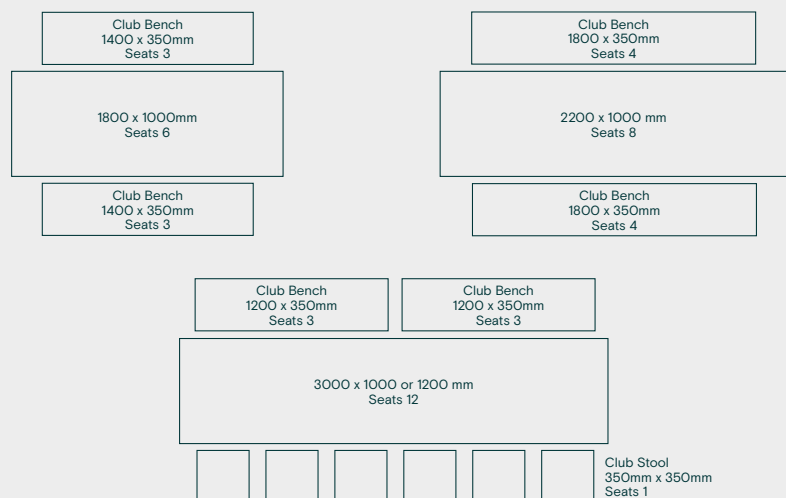 Club Bench
1400 x 350mm
Seats 3
1800 x 1000mm
Seats 6
Club Bench
1400 x 350mm
Seats 3
Club Bench
1800 x 350mm
Seats 4
2200 x 1000 mm
Seats 8
Club Bench
1800 x 350mm
Seats 4
Club Bench
1200 x 350mm
Seats 3
Club Bench
1200 x 350mm
Seats 3
3000 x 1000 or 1200 mm
Seats 12
Club Stool
350mm x 350mm
Seats 1